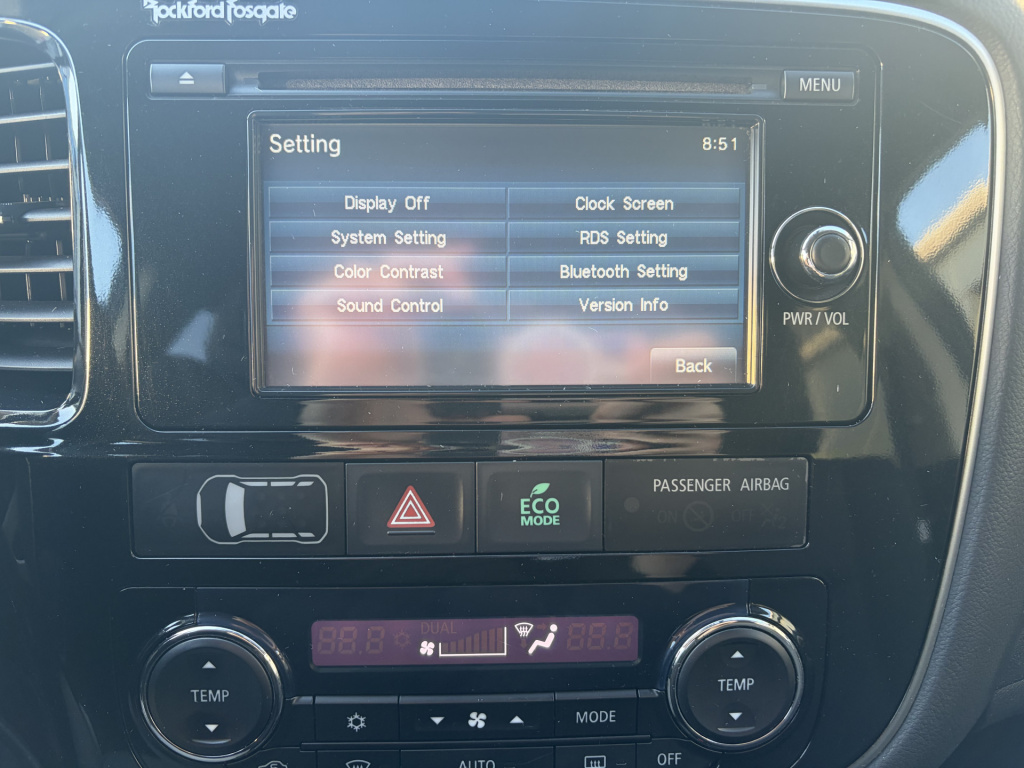 Rockford Fosgate
MENU
Setting
8:51
Display Off
Clock Screen
System Setting
RDS Setting
Color Contrast
Bluetooth Setting
Sound Control
Version Info
Back
PWR / VOL
ECO
MODE
PASSENGER AIRBAG
ON OFF
DUAL
TEMP
TEMP
MODE
AUTO
OFF